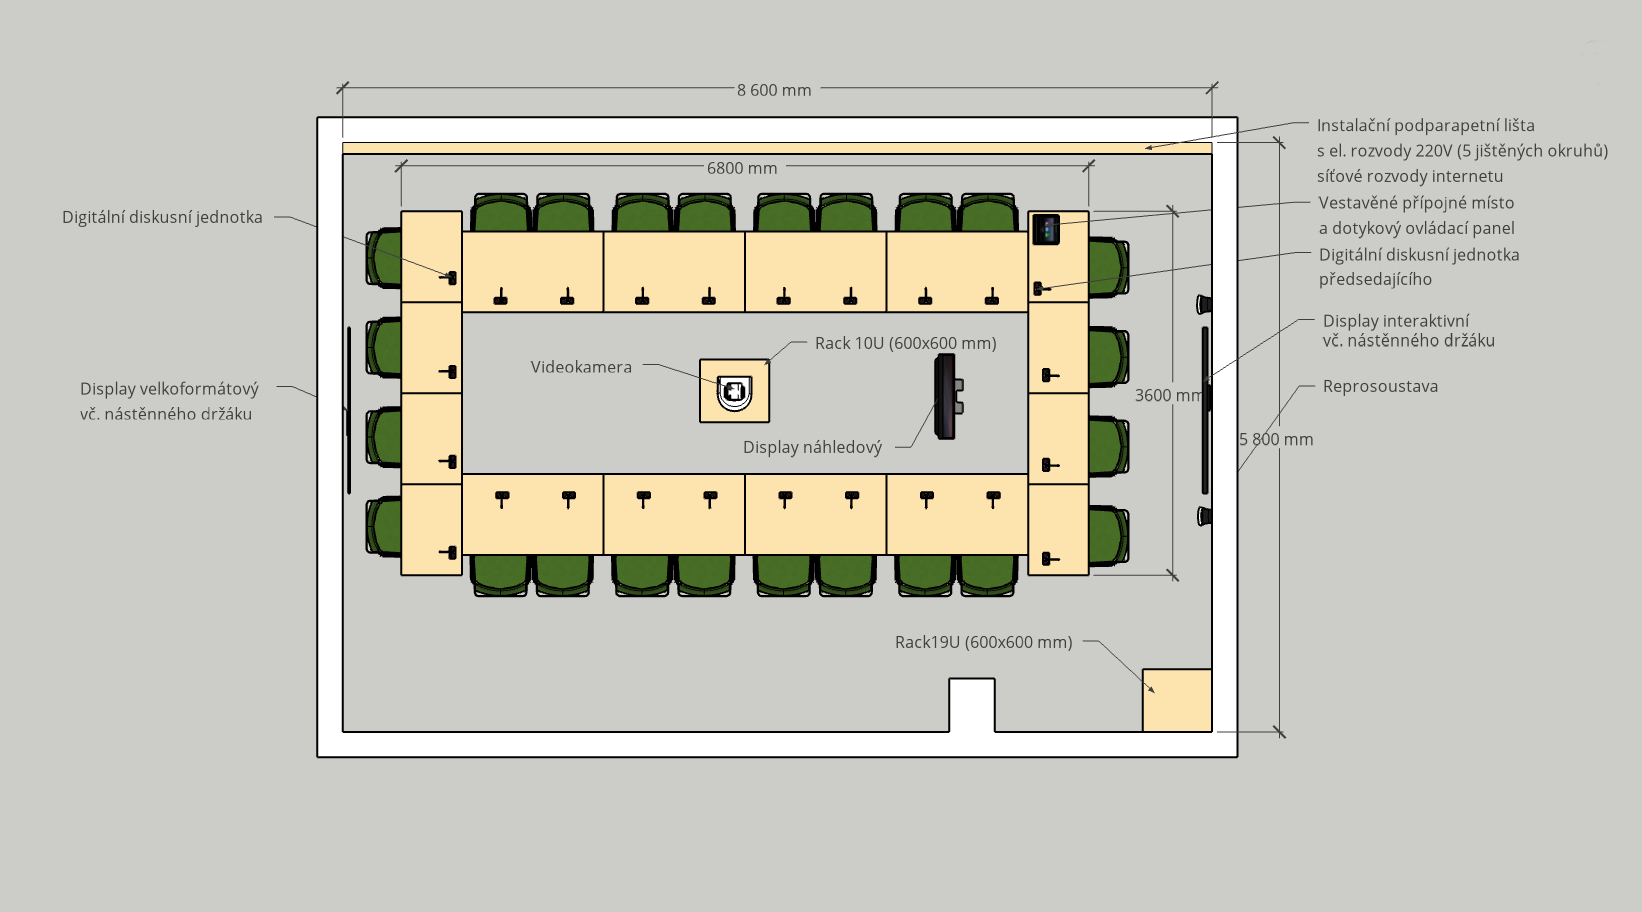 8 600 mm
Instalační podparapetní lišta
s el. rozvody 220V (5 jištěných okruhů)
síťové rozvody internetu
6800 mm
Vestavěné přípojné místo
a dotykový ovládací panel
Digitální diskusní jednotka
Digitální diskusní jednotka
předsedajícího
Display interaktivní
vč. nástěnného držáku
Rack 10U (600x600 mm)
Videokamera
Display velkoformátový
vč. nástěnného držáku
3600 mm
Reprosoustava
5 800 mm
Display náhledový
Rack19U (600x600 mm)